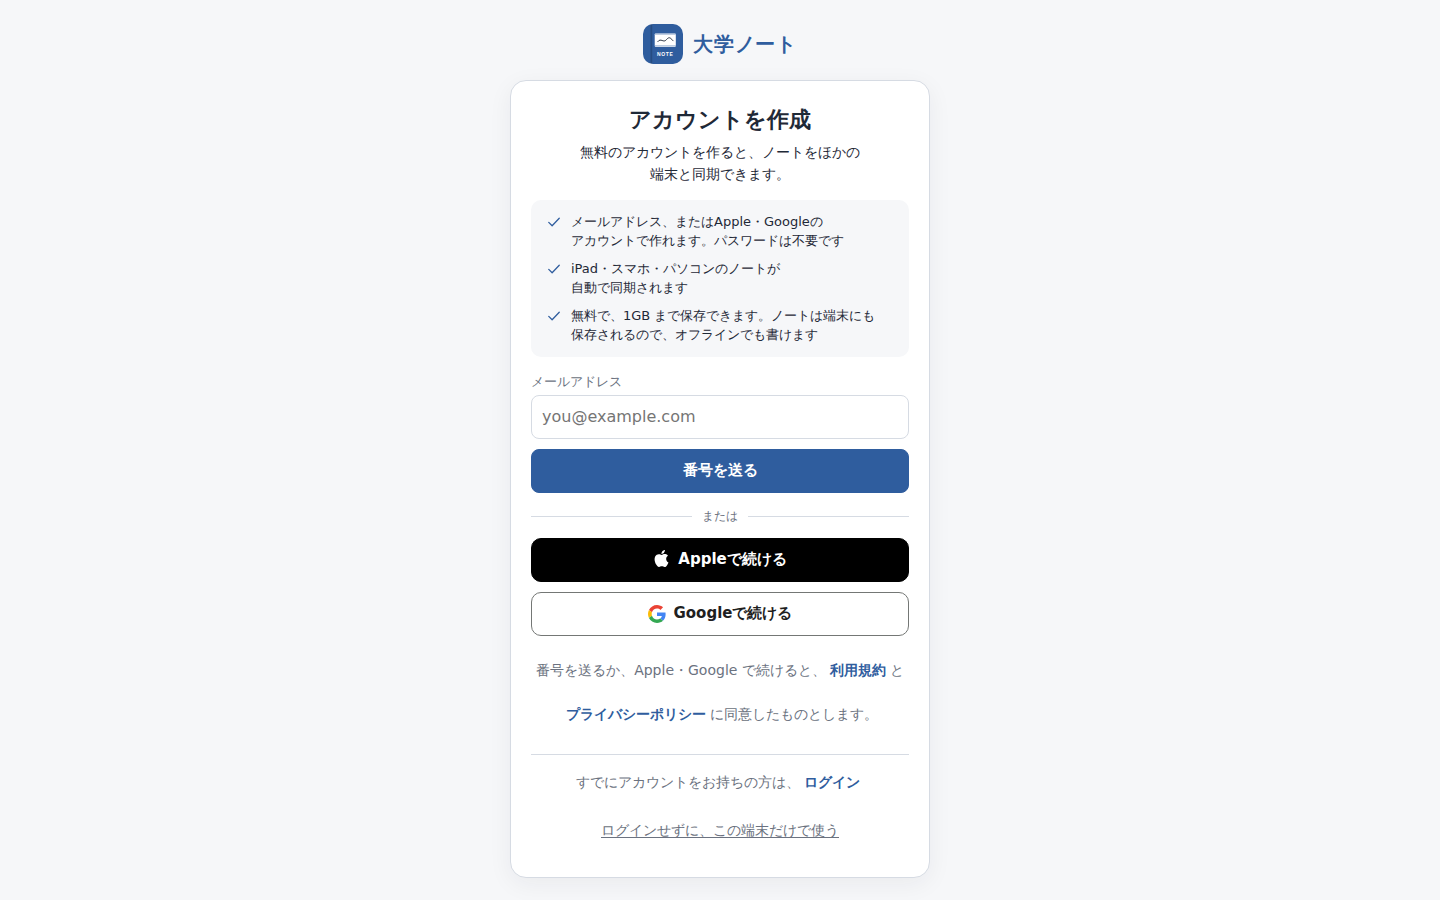 NOTE
大学ノート
アカウントを作成
無料のアカウントを作ると、ノートをほかの
端末と同期できます。
メールアドレス、またはApple・Googleの
アカウントで作れます。パスワードは不要です
iPad・スマホ・パソコンのノートが
自動で同期されます
無料で、1GB まで保存できます。ノートは端末にも
保存されるので、オフラインでも書けます
メールアドレス
you@example.com
番号を送る
または
Appleで続ける
Googleで続ける
番号を送るか、Apple・Google で続けると、 利用規約 と
プライバシーポリシー に同意したものとします。
すでにアカウントをお持ちの方は、 ログイン
ログインせずに、この端末だけで使う